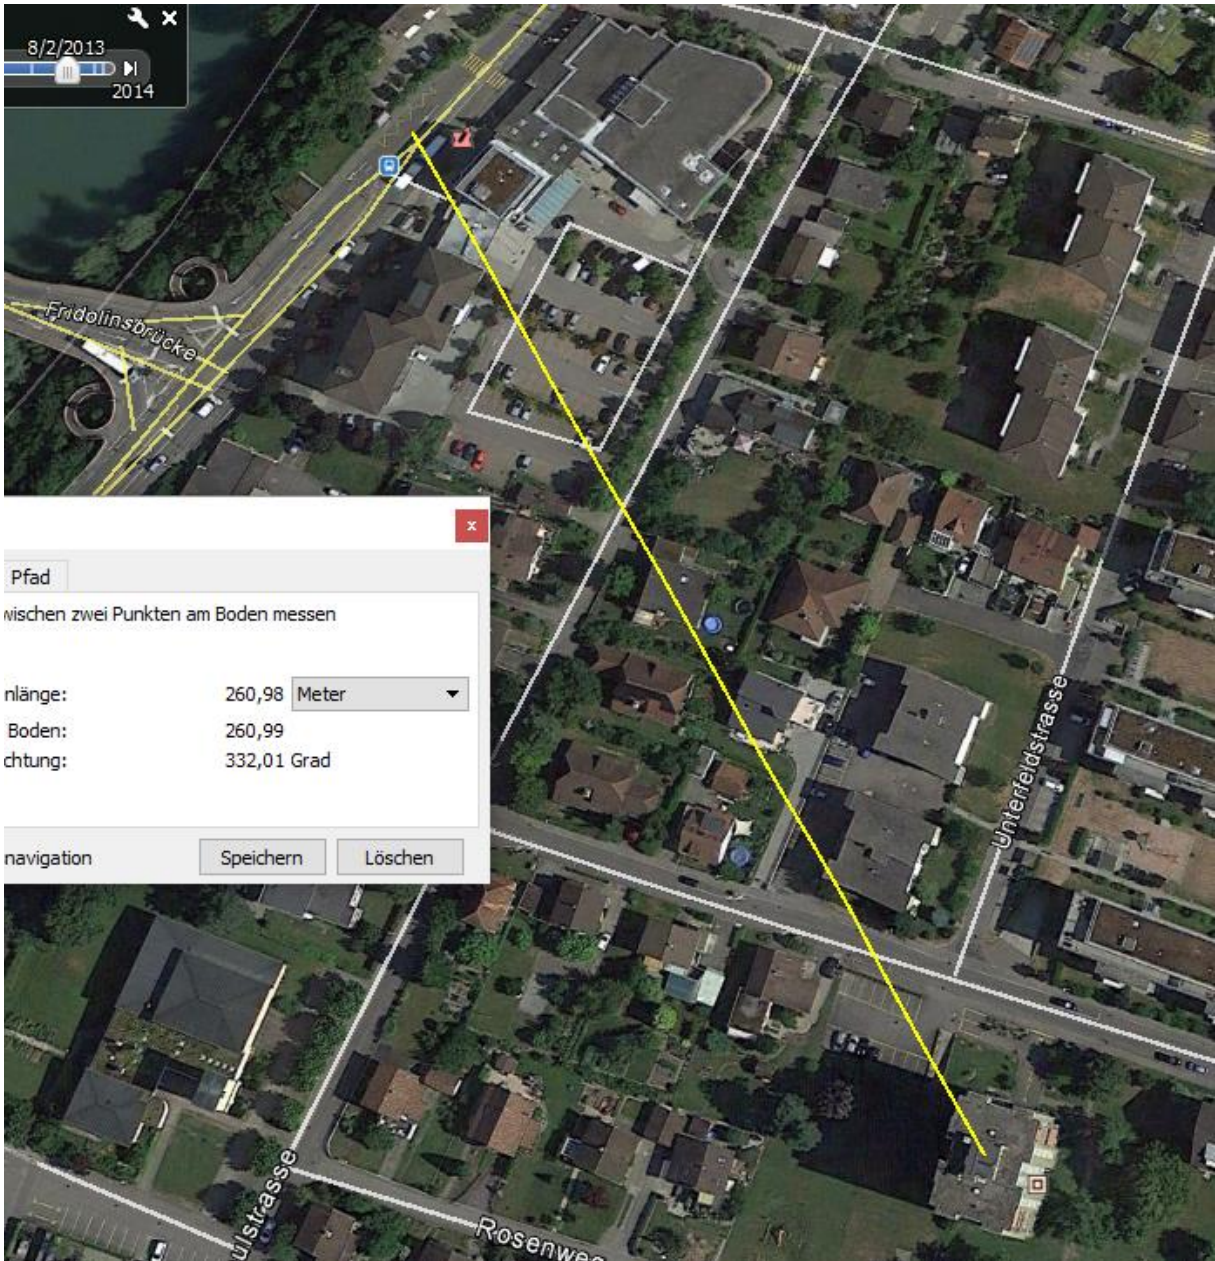 8/2/2013
2014
Fridolinsbrücke
x
Pfad
wischen zwei Punkten am Boden messen
nlänge: 260,98 Meter
Boden: 260,99
chtung: 332,01 Grad
Unterfeldstrasse
navigation Speichern Löschen
ulstrasse
Rosenweg